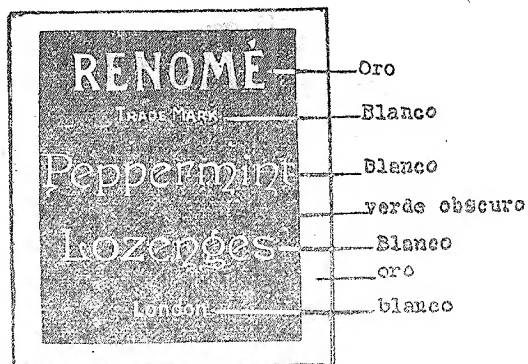 RENOMÉ
Oro
TRADE MARK
Blanco
Peppermint
Blanco
verde obscuro
Lozenges
Blanco
oro
London
blanco